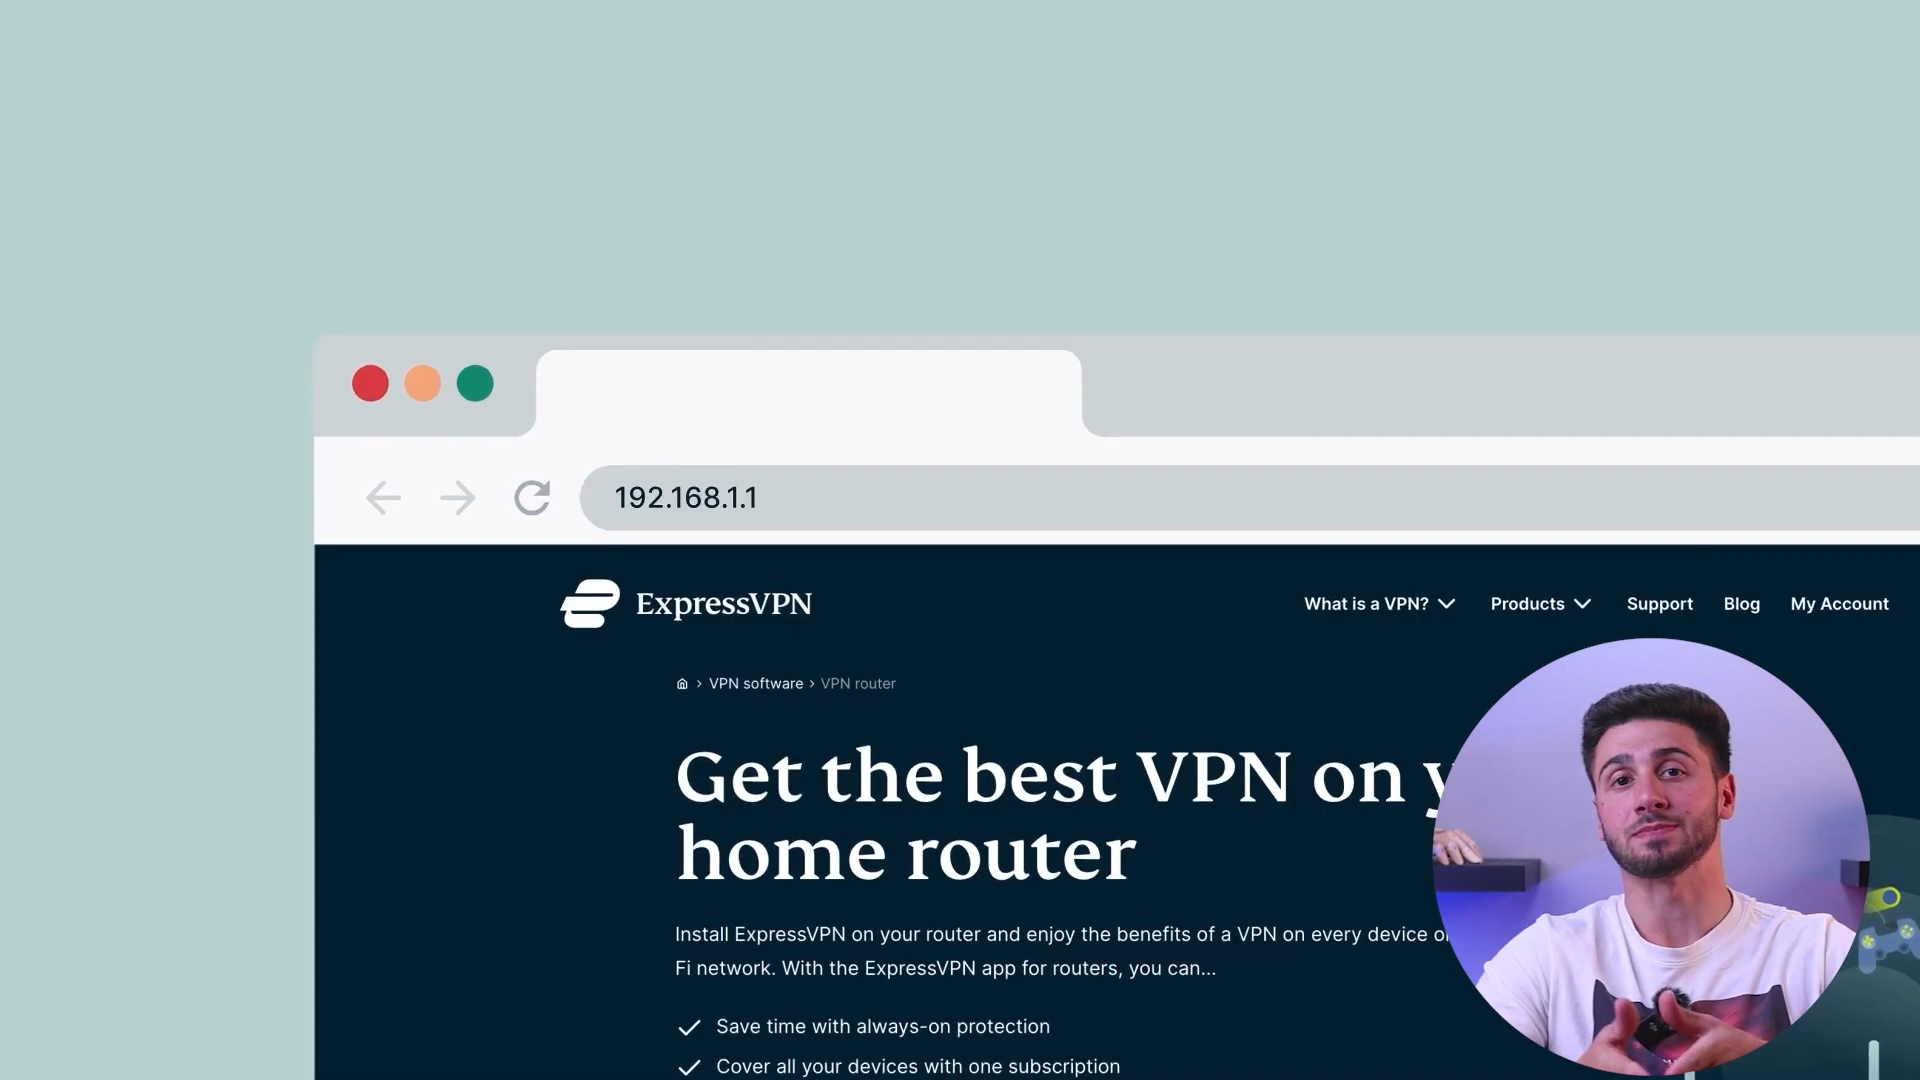 192.168.1.1
ExpressVPN
What is a VPN? Products Support Blog My Account
VPN software > VPN router
Get the best VPN on
home router
Install ExpressVPN on your router and enjoy the benefits of a VPN on every device
Fi network. With the ExpressVPN app for routers, you can...
Save time with always-on protection
Cover all your devices with one subscription